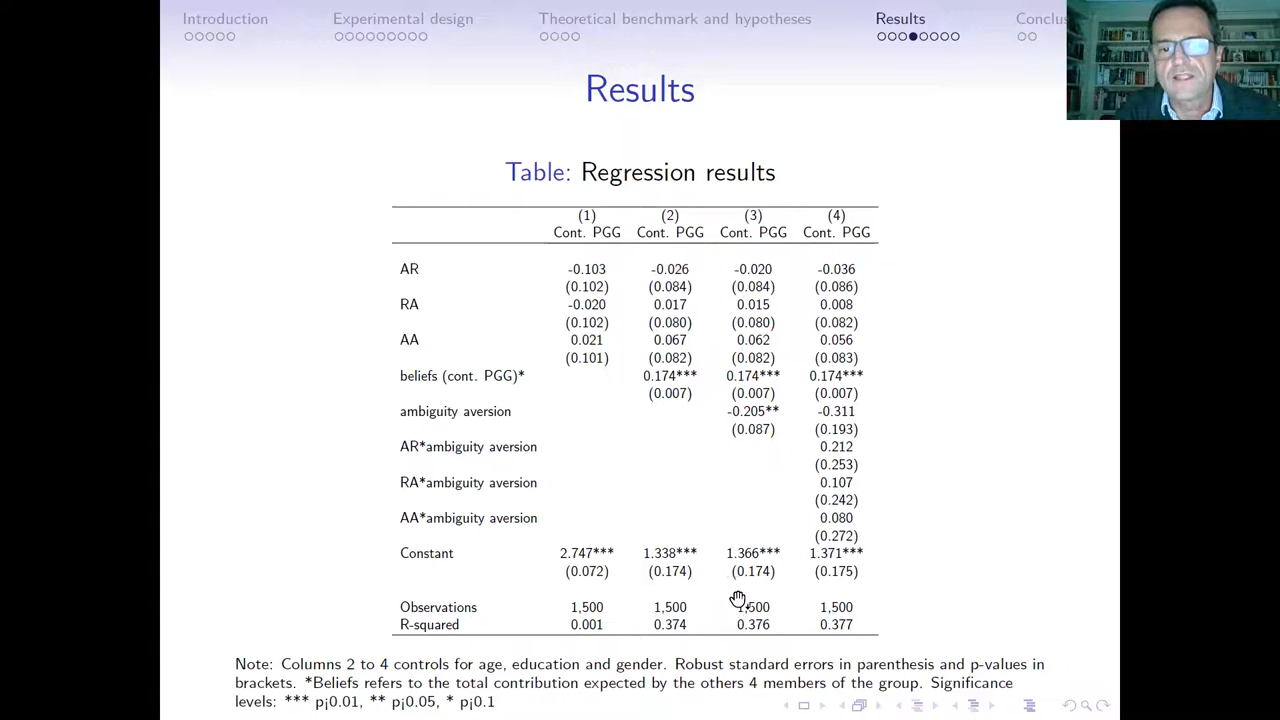 Introduction Experimental design Theoretical benchmark and hypotheses Results Conclu
Results
Table: Regression results
(1) (2) (3) (4)
Cont. PGG Cont. PGG Cont. PGG Cont. PGG
AR -0.103 -0.026 -0.020 -0.036
(0.102) (0.084) (0.084) (0.086)
RA -0.020 0.017 0.015 0.008
(0.102) (0.080) (0.080) (0.082)
AA 0.021 0.067 0.062 0.056
(0.101) (0.082) (0.082) (0.083)
beliefs (cont. PGG)* 0.174*** 0.174*** 0.174***
(0.007) (0.007) (0.007)
ambiguity aversion -0.205** -0.311
(0.087) (0.193)
AR*ambiguity aversion 0.212
(0.253)
RA*ambiguity aversion 0.107
(0.242)
AA*ambiguity aversion 0.080
(0.272)
Constant 2.747*** 1.338*** 1.366*** 1.371***
(0.072) (0.174) (0.174) (0.175)
Observations 1,500 1,500 1,500 1,500
R-squared 0.001 0.374 0.376 0.377
Note: Columns 2 to 4 controls for age, education and gender. Robust standard errors in parenthesis and p-values in
brackets. *Beliefs refers to the total contribution expected by the others 4 members of the group. Significance
levels: *** p¡0.01, ** p¡0.05, * p¡0.1